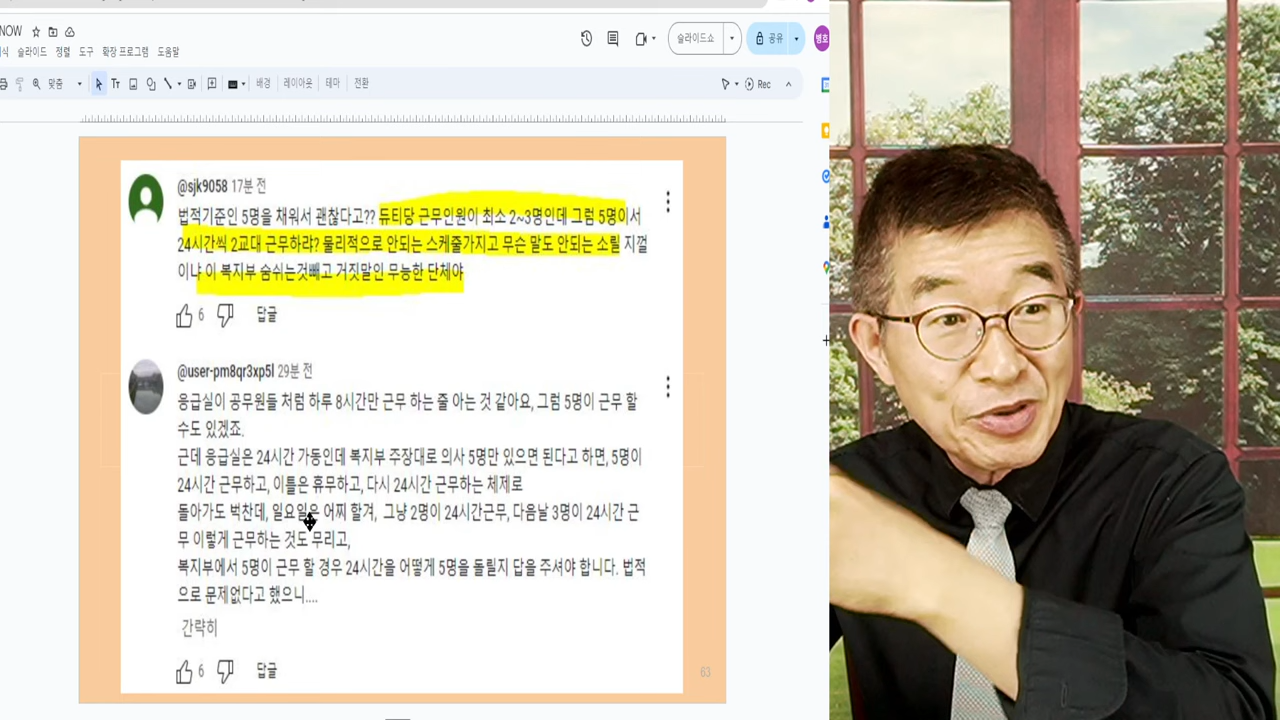 NOW
슬라이드 정렬 도구 확장 프로그램 도움말
슬라이드쇼
공유
범효
맞춤
Tт
배경
레이아웃
테마
전환
Rec
@sjk9058 17분 전
법적기준인 5명을 채워서 괜찮다고?? 듀티당 근무인원이 최소 2~3명인데 그럼 5명이서
24시간씩 2교대 근무하랴? 물리적으로 안되는 스케줄가지고 무슨 말도 안되는 소릴 지껄
이냐 이 복지부 숨쉬는것빼고 거짓말인 무능한 단체야
6
답글
@user-pm8qr3xp5l 29분 전
응급실이 공무원들 처럼 하루 8시간만 근무 하는 줄 아는 것 같아요, 그럼 5명이 근무 할
수도 있겠죠.
근데 응급실은 24시간 가동인데 복지부 주장대로 의사 5명만 있으면 된다고 하면, 5명이
24시간 근무하고, 이틀은 휴무하고, 다시 24시간 근무하는 체제로
돌아가도 벅찬데, 일요일은 어찌 할겨, 그냥 2명이 24시간근무, 다음날 3명이 24시간 근
무 이렇게 근무하는 것도 무리고,
복지부에서 5명이 근무 할 경우 24시간을 어떻게 5명을 돌릴지 답을 주셔야 합니다. 법적
으로 문제없다고 했으니....
간략히
6
답글
63